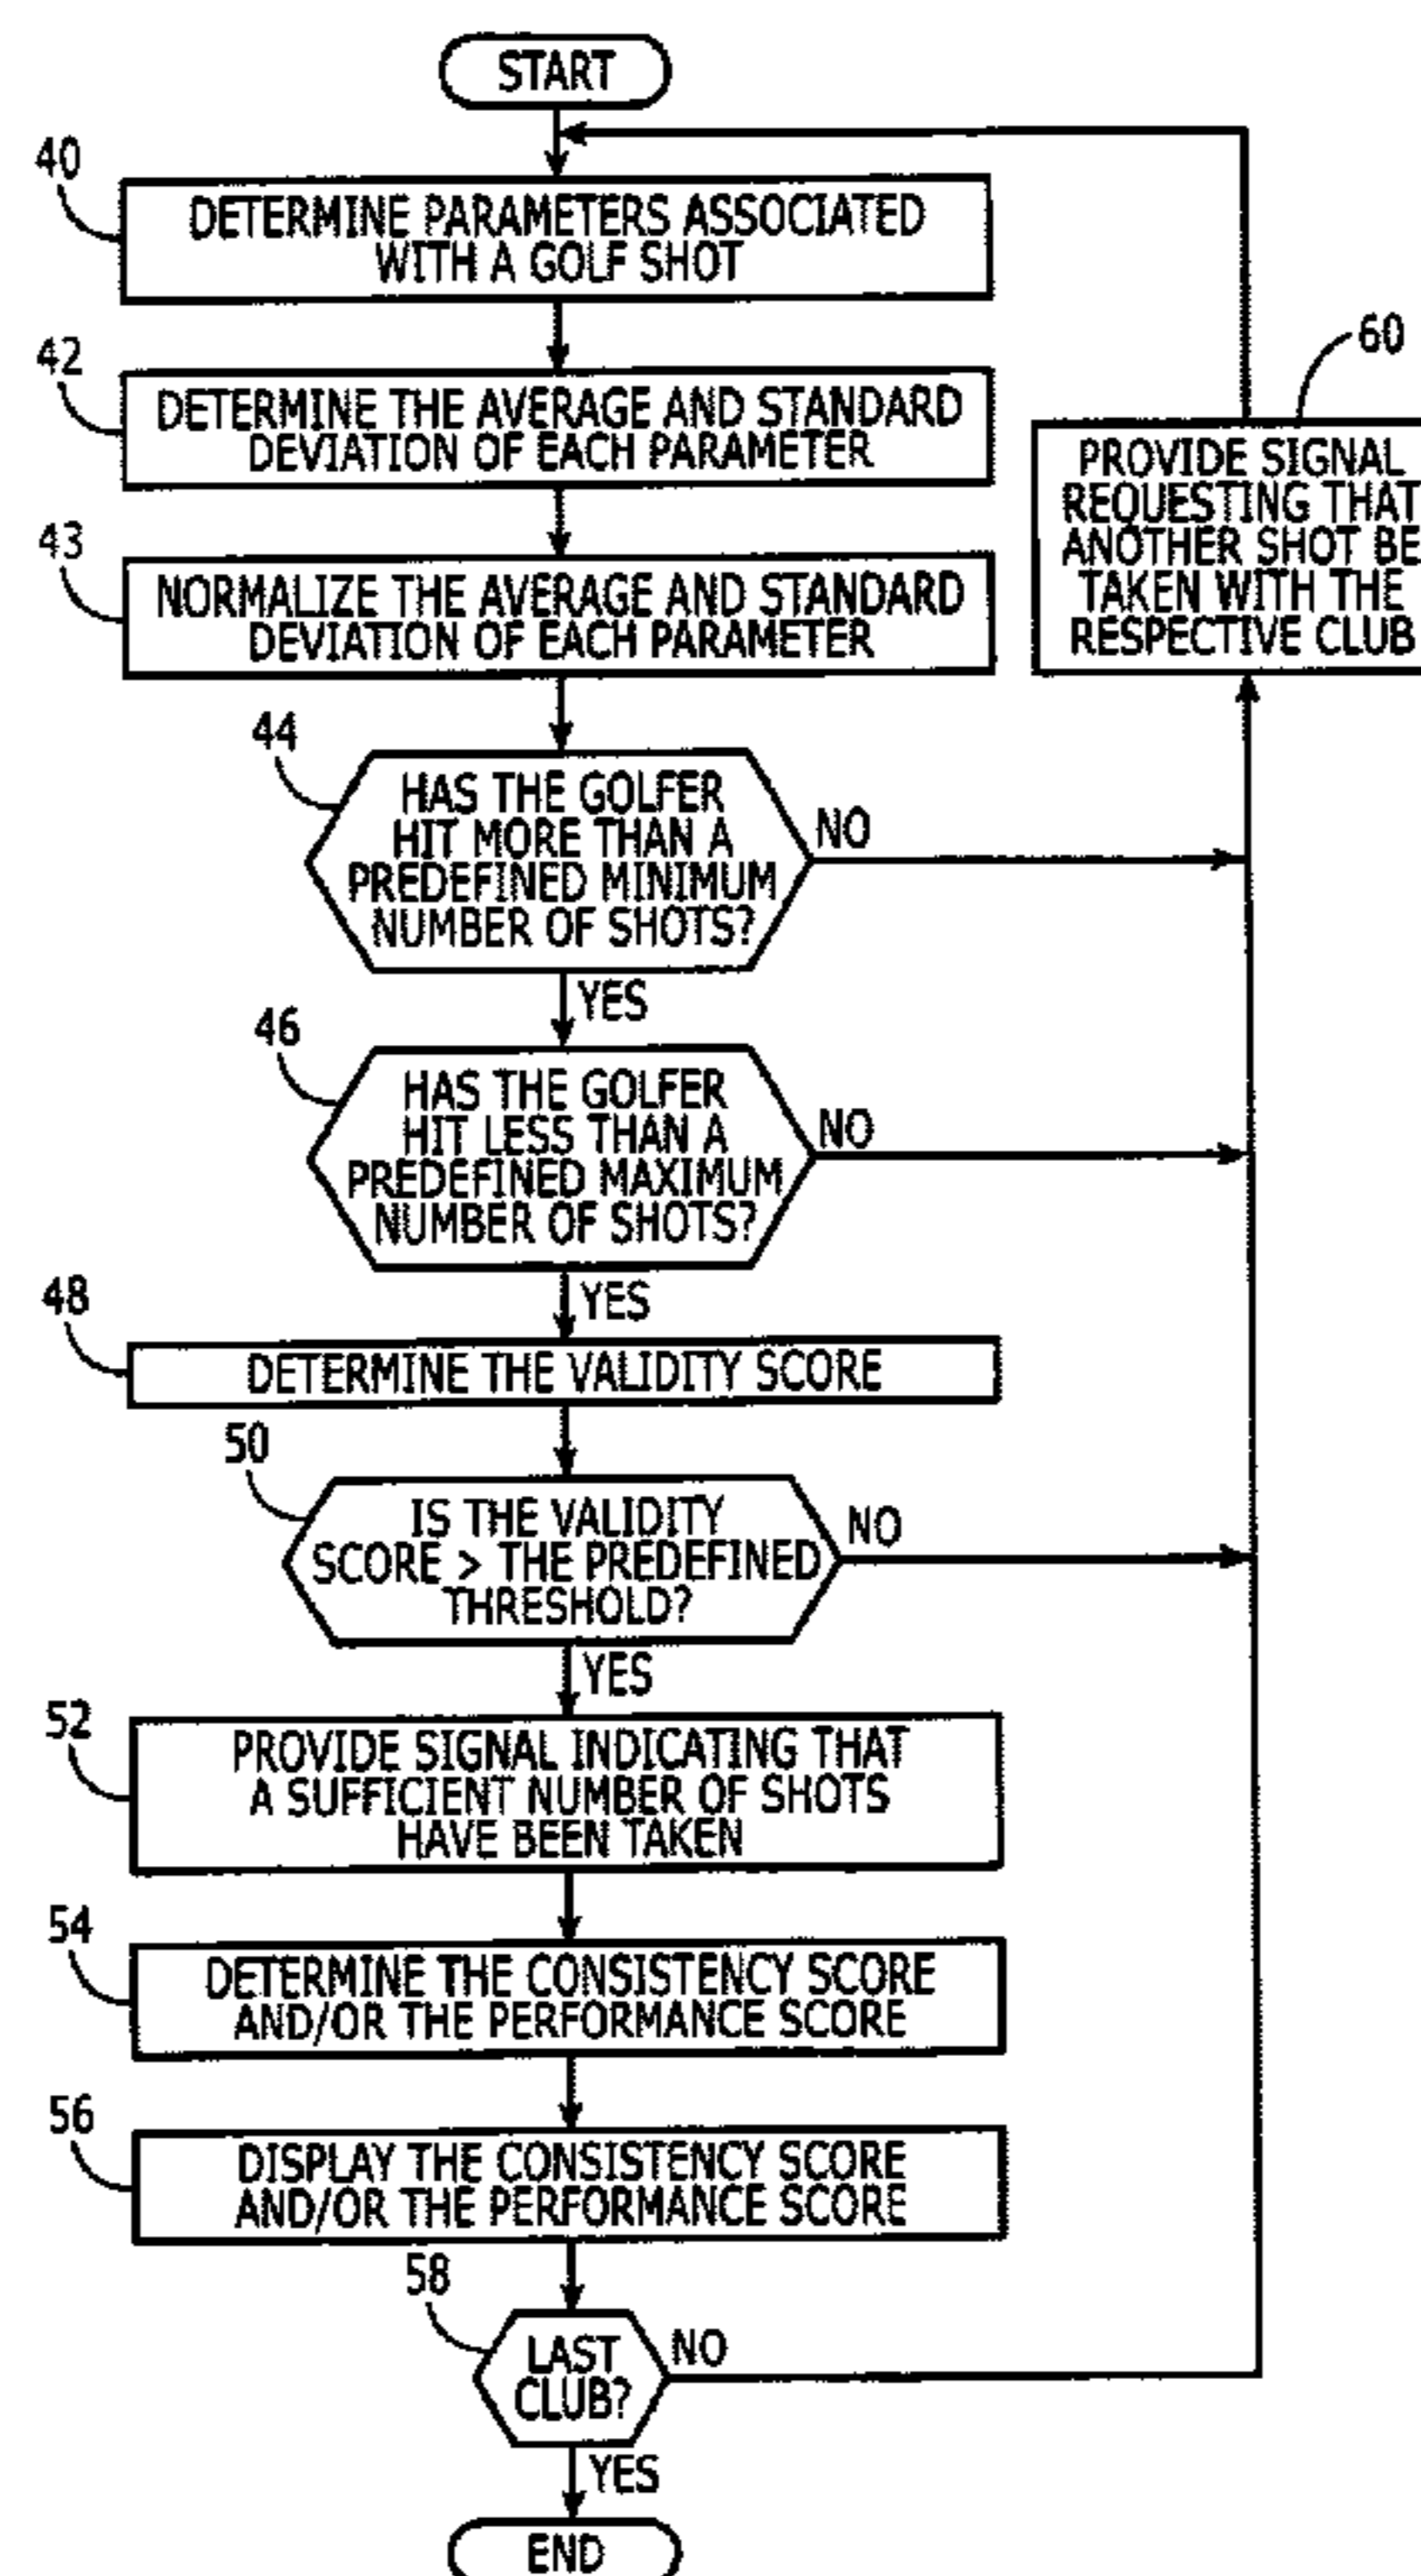 START
40
DETERMINE PARAMETERS ASSOCIATED
WITH A GOLF SHOT
42
DETERMINE THE AVERAGE AND STANDARD
DEVIATION OF EACH PARAMETER
60
PROVIDE SIGNAL
REQUESTING THAT
ANOTHER SHOT BE
TAKEN WITH THE
RESPECTIVE CLUB
43
NORMALIZE THE AVERAGE AND STANDARD
DEVIATION OF EACH PARAMETER
44
HAS THE GOLFER
HIT MORE THAN A
PREDEFINED MINIMUM
NUMBER OF SHOTS?
NO
YES
46
HAS THE GOLFER
HIT LESS THAN A
PREDEFINED MAXIMUM
NUMBER OF SHOTS?
NO
YES
48
DETERMINE THE VALIDITY SCORE
50
IS THE VALIDITY
SCORE > THE PREDEFINED
THRESHOLD?
NO
YES
52
PROVIDE SIGNAL INDICATING THAT
A SUFFICIENT NUMBER OF SHOTS
HAVE BEEN TAKEN
54
DETERMINE THE CONSISTENCY SCORE
AND/OR THE PERFORMANCE SCORE
56
DISPLAY THE CONSISTENCY SCORE
AND/OR THE PERFORMANCE SCORE
58
LAST
CLUB?
NO
YES
END